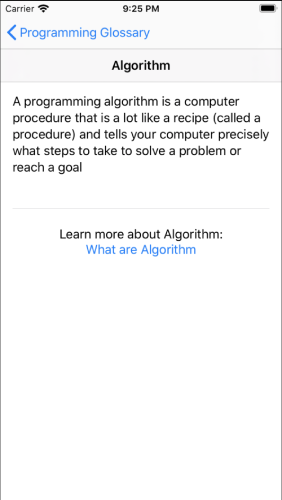 Carrier 9:25 PM
Programming Glossary
Algorithm
A programming algorithm is a computer
procedure that is a lot like a recipe (called a
procedure) and tells your computer precisely
what steps to take to solve a problem or
reach a goal
Learn more about Algorithm:
What are Algorithm